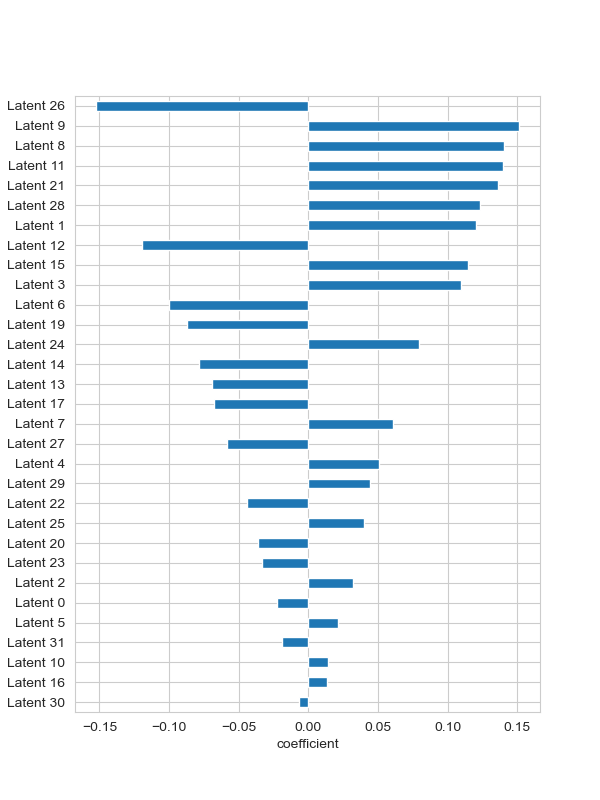 Latent 26
Latent 9
Latent 8
Latent 11
Latent 21
Latent 28
Latent 1
Latent 12
Latent 15
Latent 3
Latent 6
Latent 19
Latent 24
Latent 14
Latent 13
Latent 17
Latent 7
Latent 27
Latent 4
Latent 29
Latent 22
Latent 25
Latent 20
Latent 23
Latent 2
Latent 0
Latent 5
Latent 31
Latent 10
Latent 16
Latent 30
−0.15 −0.10 −0.05 0.00 0.05 0.10 0.15
coefficient